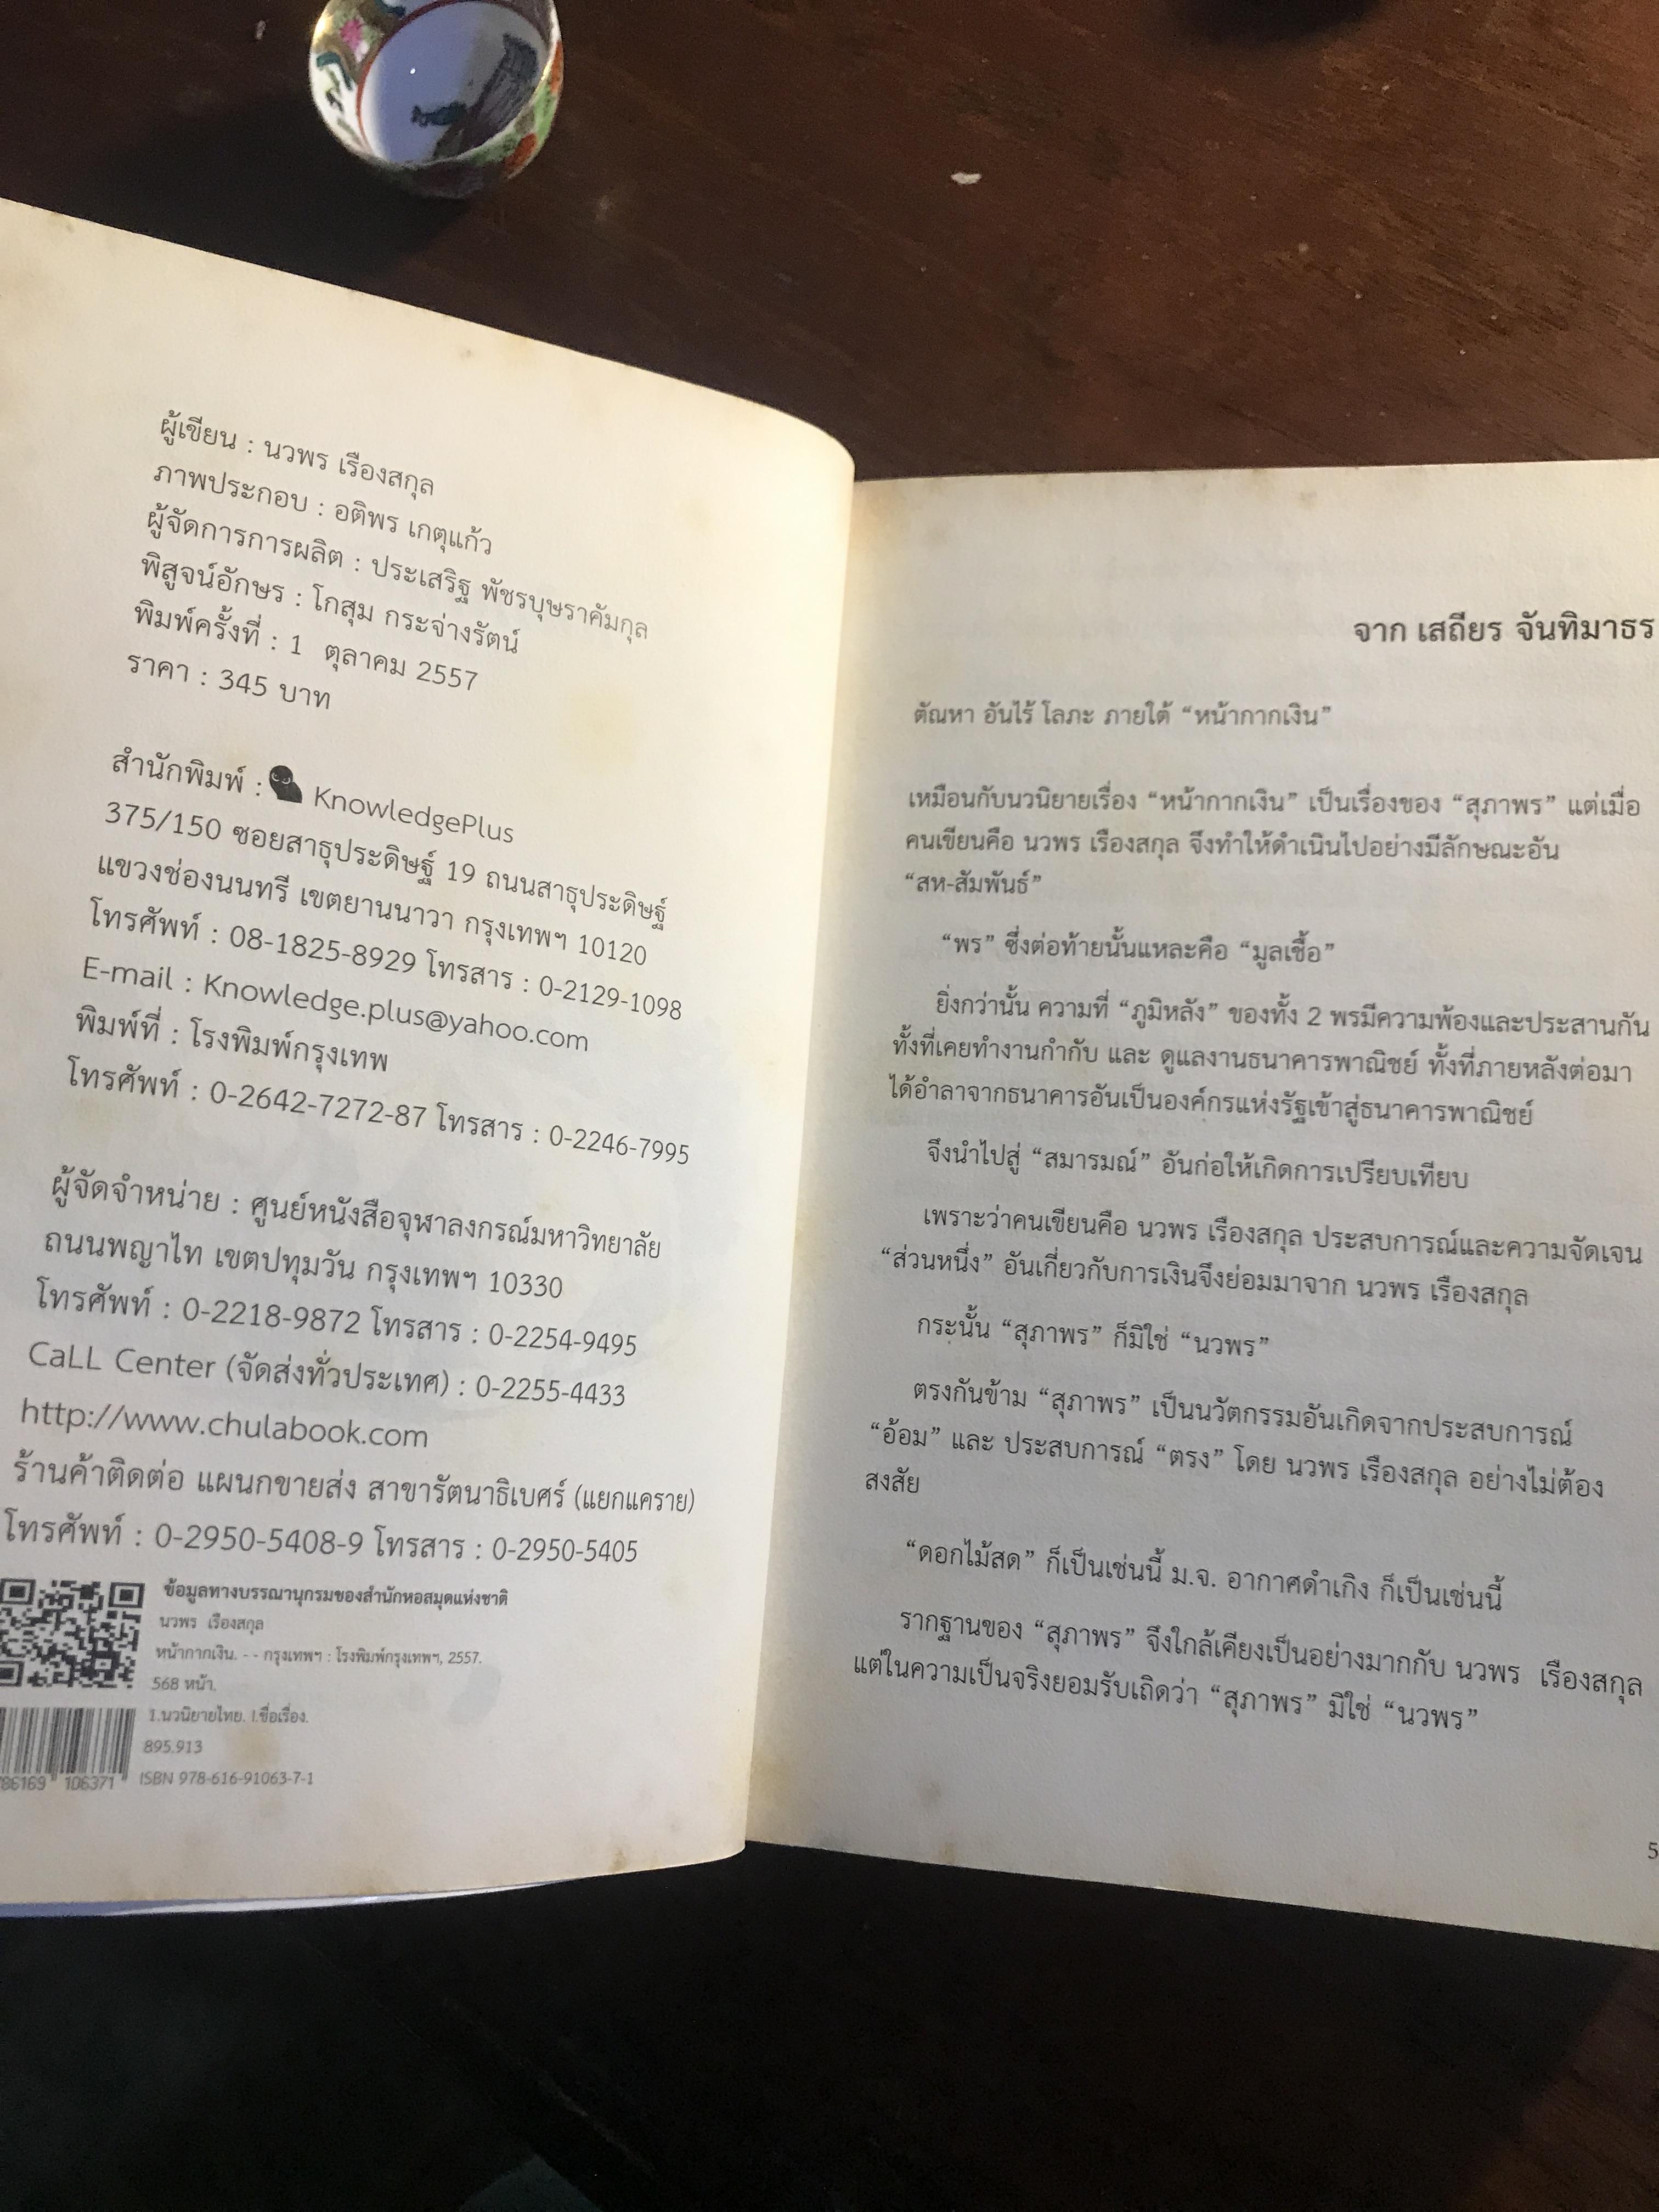 ผู้เขียน : นวพร เรืองสกุล
ภาพประกอบ : อติพร เกตุแก้ว
ผู้จัดการการผลิต : ประเสริฐ พัชรบุษราคัมกุล
พิสูจน์อักษร : โกสุม กระจ่างรัตน์
พิมพ์ครั้งที่ : 1 ตุลาคม 2557
ราคา : 345 บาท
สำนักพิมพ์ : KnowledgePlus
375/150 ซอยสาธุประดิษฐ์ 19 ถนนสาธุประดิษฐ์
แขวงช่องนนทรี เขตยานนาวา กรุงเทพฯ 10120
โทรศัพท์ : 08-1825-8929 โทรสาร : 0-2129-1098
E-mail : Knowledge.plus@yahoo.com
พิมพ์ที่ : โรงพิมพ์กรุงเทพ
โทรศัพท์ : 0-2642-7272-87 โทรสาร : 0-2246-7995
ผู้จัดจำหน่าย : ศูนย์หนังสือจุฬาลงกรณ์มหาวิทยาลัย
ถนนพญาไท เขตปทุมวัน กรุงเทพฯ 10330
โทรศัพท์ : 0-2218-9872 โทรสาร : 0-2254-9495
CaLL Center (จัดส่งทั่วประเทศ) : 0-2255-4433
http://www.chulabook.com
ร้านค้าติดต่อ แผนกขายส่ง สาขารัตนาธิเบศร์ (แยกแคราย)
โทรศัพท์ : 0-2950-5408-9 โทรสาร : 0-2950-5405
ข้อมูลทางบรรณานุกรมของสำนักหอสมุดแห่งชาติ
นวพร เรืองสกุล
หน้ากากเงิน. - - กรุงเทพฯ : โรงพิมพ์กรุงเทพฯ, 2557.
568 หน้า.
1.นวนิยายไทย. I.ชื่อเรื่อง.
895.913
ISBN 978-616-91063-7-1
786169 106371
จาก เสถียร จันทิมาธร
ตัณหา อันไร้ โลภะ ภายใต้ “หน้ากากเงิน”
เหมือนกับนวนิยายเรื่อง “หน้ากากเงิน” เป็นเรื่องของ “สุภาพร” แต่เมื่อ
คนเขียนคือ นวพร เรืองสกุล จึงทำให้ดำเนินไปอย่างมีลักษณะอัน
“สห-สัมพันธ์”
“พร” ซึ่งต่อท้ายนั้นแหละคือ “มูลเชื้อ”
ยิ่งกว่านั้น ความที่ “ภูมิหลัง” ของทั้ง 2 พรมีความพ้องและประสานกัน
ทั้งที่เคยทำงานกำกับ และ ดูแลงานธนาคารพาณิชย์ ทั้งที่ภายหลังต่อมา
ได้อำลาจากธนาคารอันเป็นองค์กรแห่งรัฐเข้าสู่ธนาคารพาณิชย์
จึงนำไปสู่ “สมารมณ์” อันก่อให้เกิดการเปรียบเทียบ
เพราะว่าคนเขียนคือ นวพร เรืองสกุล ประสบการณ์และความจัดเจน
“ส่วนหนึ่ง” อันเกี่ยวกับการเงินจึงย่อมมาจาก นวพร เรืองสกุล
กระนั้น “สุภาพร” ก็มิใช่ “นวพร”
ตรงกันข้าม “สุภาพร” เป็นนวัตกรรมอันเกิดจากประสบการณ์
“อ้อม” และ ประสบการณ์ “ตรง” โดย นวพร เรืองสกุล อย่างไม่ต้อง
สงสัย
“ดอกไม้สด” ก็เป็นเช่นนี้ ม.จ. อากาศดำเกิง ก็เป็นเช่นนี้
รากฐานของ “สุภาพร” จึงใกล้เคียงเป็นอย่างมากกับ นวพร เรืองสกุล
แต่ในความเป็นจริงยอมรับเถิดว่า “สุภาพร” มิใช่ “นวพร”
5